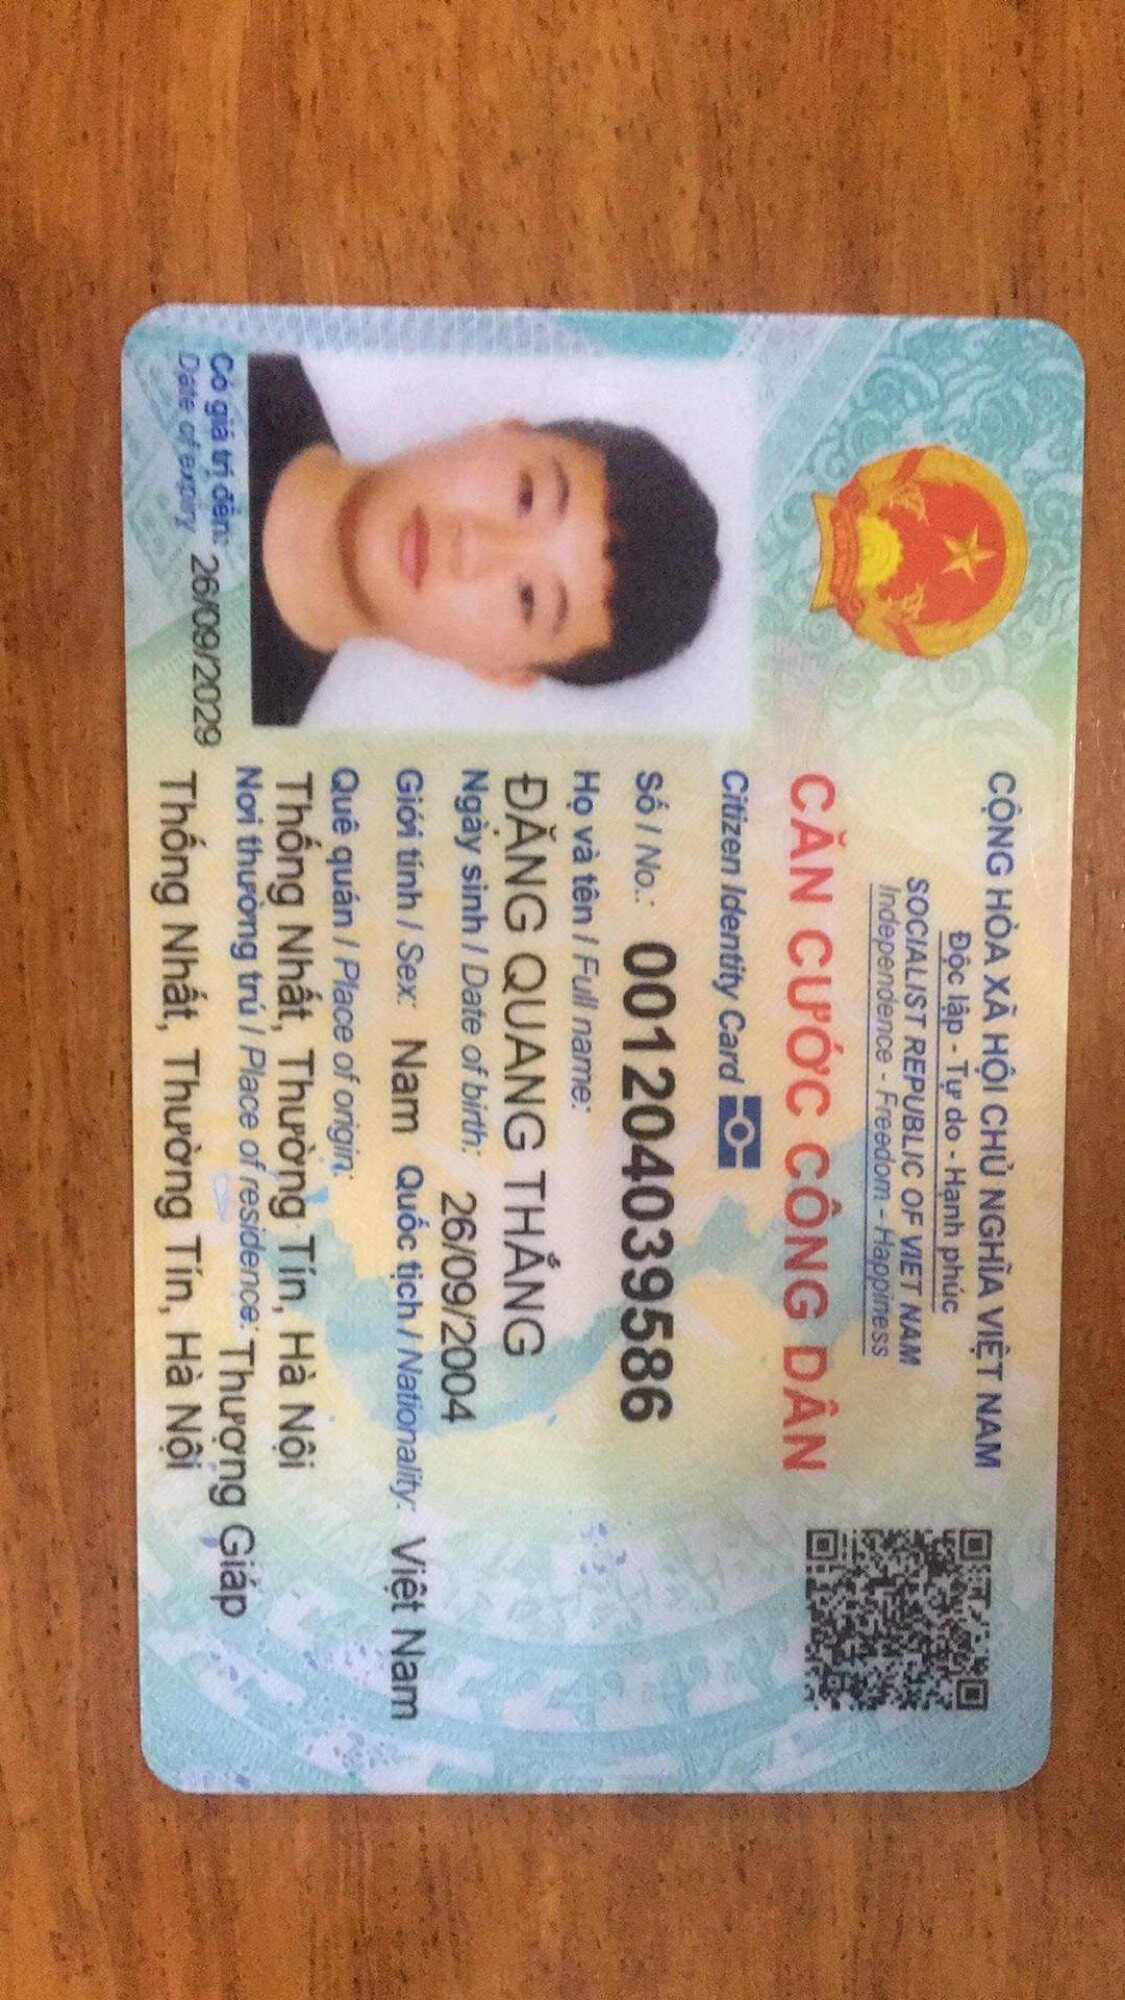 CỘNG HÒA XÃ HỘI CHỦ NGHĨA VIỆT NAM
Độc lập - Tự do - Hạnh phúc
SOCIALIST REPUBLIC OF VIET NAM
Independence - Freedom - Happiness
CĂN CƯỚC CÔNG DÂN
Citizen Identity Card
Số / No.: 001204039586
Họ và tên / Full name:
ĐẶNG QUANG THẮNG
Ngày sinh / Date of birth: 26/09/2004
Giới tính / Sex: Nam Quốc tịch / Nationality: Việt Nam
Quê quán / Place of origin:
Thống Nhất, Thường Tín, Hà Nội
Nơi thường trú / Place of residence: Thượng Giáp
Thống Nhất, Thường Tín, Hà Nội
Có giá trị đến: 26/09/2029
Date of expiry